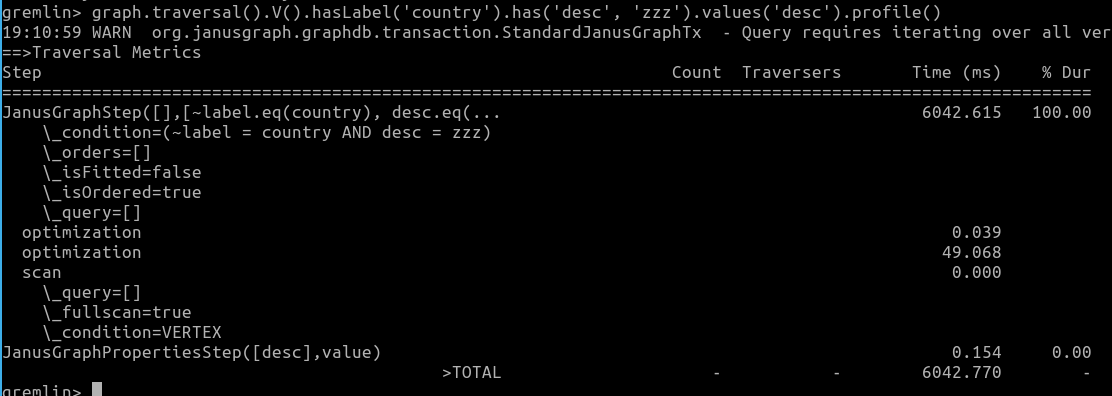 gremlin> graph.traversal().V().hasLabel('country').has('desc', 'zzz').values('desc').profile()
19:10:59 WARN  org.janusgraph.graphdb.transaction.StandardJanusGraphTx  - Query requires iterating over all ver
==>Traversal Metrics
Step Count Traversers Time (ms) % Dur
=============================================================================================================
JanusGraphStep([],[~label.eq(country), desc.eq(... 6042.615 100.00
\_condition=(~label = country AND desc = zzz)
\_orders=[]
\_isFitted=false
\_isOrdered=true
\_query=[]
optimization 0.039
optimization 49.068
scan 0.000
\_query=[]
\_fullscan=true
\_condition=VERTEX
JanusGraphPropertiesStep([desc],value) 0.154 0.00
>TOTAL - - 6042.770 -
gremlin>